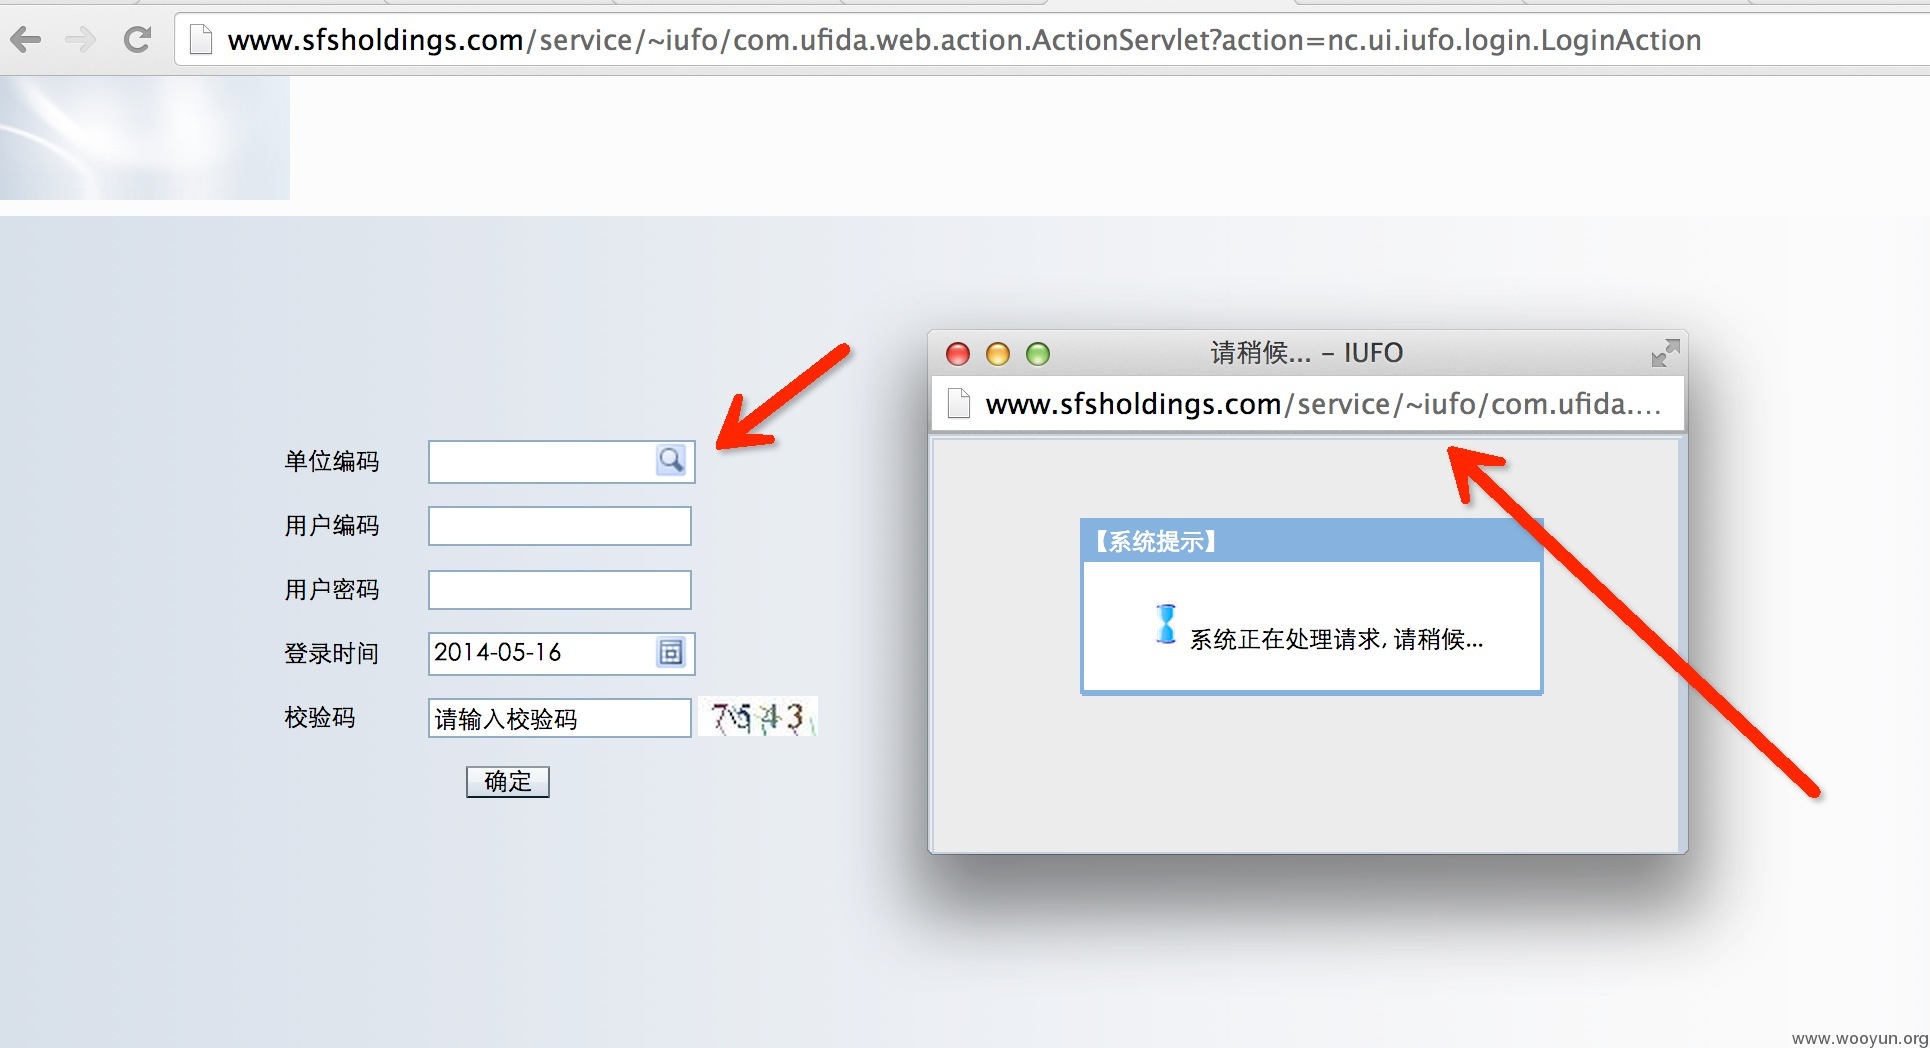 www.sfsholdings.com/service/~iufo/com.ufida.web.action.ActionServlet?action=nc.ui.iufo.login.LoginAction
请稍候... – IUFO
www.sfsholdings.com/service/~iufo/com.ufida....
单位编码
用户编码
【系统提示】
用户密码
系统正在处理请求, 请稍候...
登录时间
2014-05-16
校验码
请输入校验码
7543
确定
www.wooyun.org